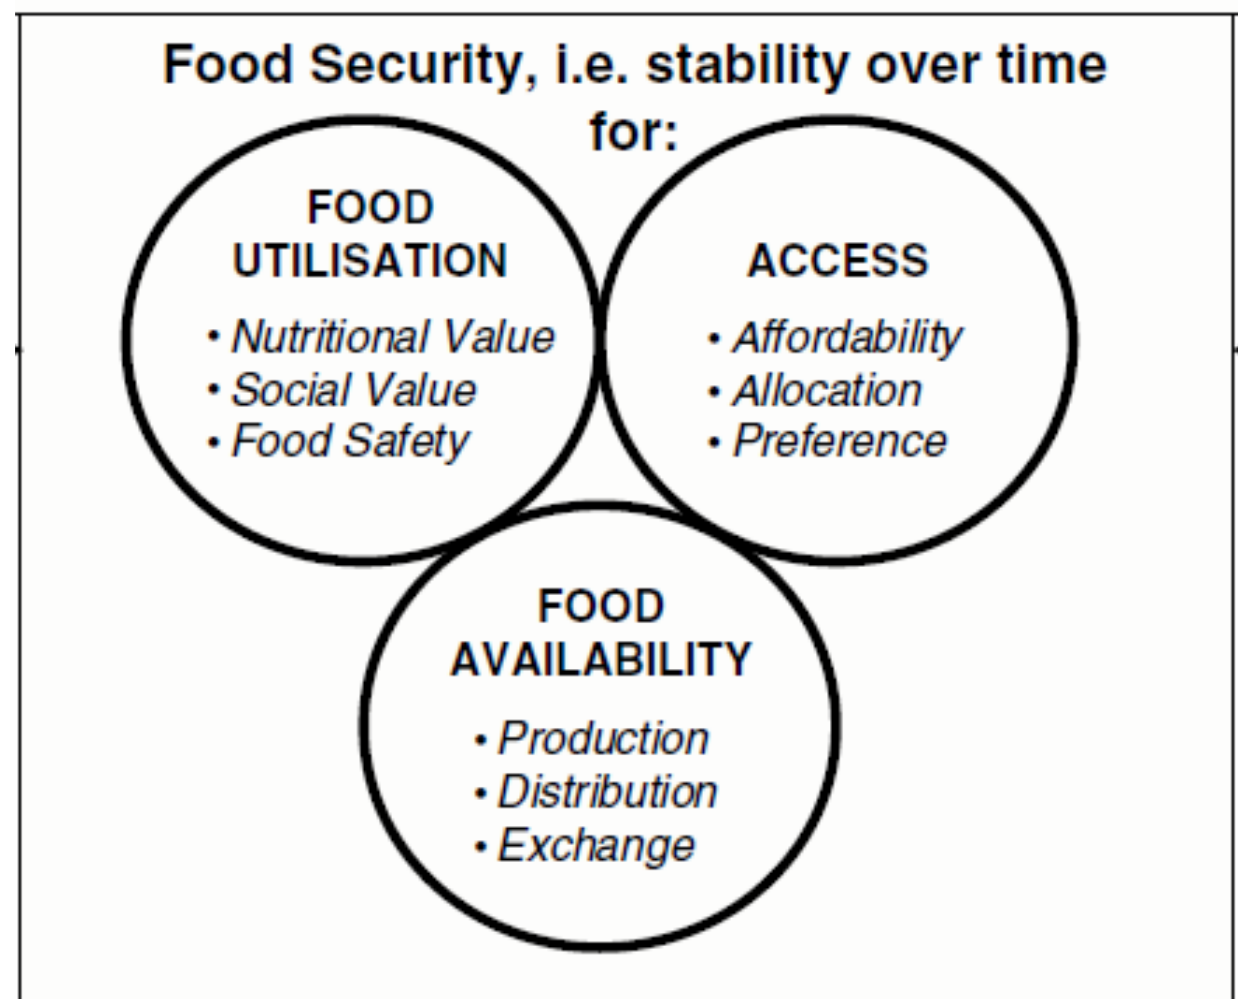 Food Security, i.e. stability over time
for:
FOOD
UTILISATION
• Nutritional Value
• Social Value
• Food Safety
ACCESS
• Affordability
• Allocation
• Preference
FOOD
AVAILABILITY
• Production
• Distribution
• Exchange